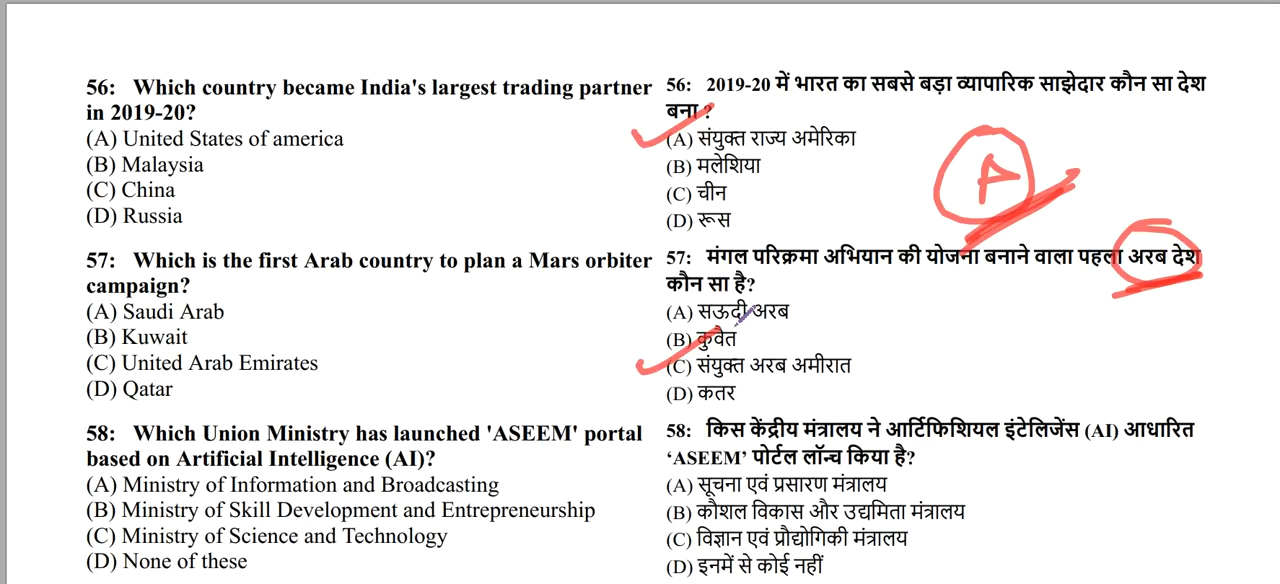 56: Which country became India's largest trading partner
in 2019-20?
(A) United States of america
(B) Malaysia
(C) China
(D) Russia
57: Which is the first Arab country to plan a Mars orbiter
campaign?
(A) Saudi Arab
(B) Kuwait
(C) United Arab Emirates
(D) Qatar
58: Which Union Ministry has launched 'ASEEM' portal
based on Artificial Intelligence (AI)?
(A) Ministry of Information and Broadcasting
(B) Ministry of Skill Development and Entrepreneurship
(C) Ministry of Science and Technology
(D) None of these
56: 2019-20 में भारत का सबसे बड़ा व्यापारिक साझेदार कौन सा देश
बना ?
(A) संयुक्त राज्य अमेरिका
(B) मलेशिया
(C) चीन
(D) रूस
A
57: मंगल परिक्रमा अभियान की योजना बनाने वाला पहला अरब देश
कौन सा है?
(A) सऊदी अरब
(B) कुवैत
(C) संयुक्त अरब अमीरात
(D) कतर
58: किस केंद्रीय मंत्रालय ने आर्टिफिशियल इंटेलिजेंस (AI) आधारित
‘ASEEM’ पोर्टल लॉन्च किया है?
(A) सूचना एवं प्रसारण मंत्रालय
(B) कौशल विकास और उद्यमिता मंत्रालय
(C) विज्ञान एवं प्रौद्योगिकी मंत्रालय
(D) इनमें से कोई नहीं